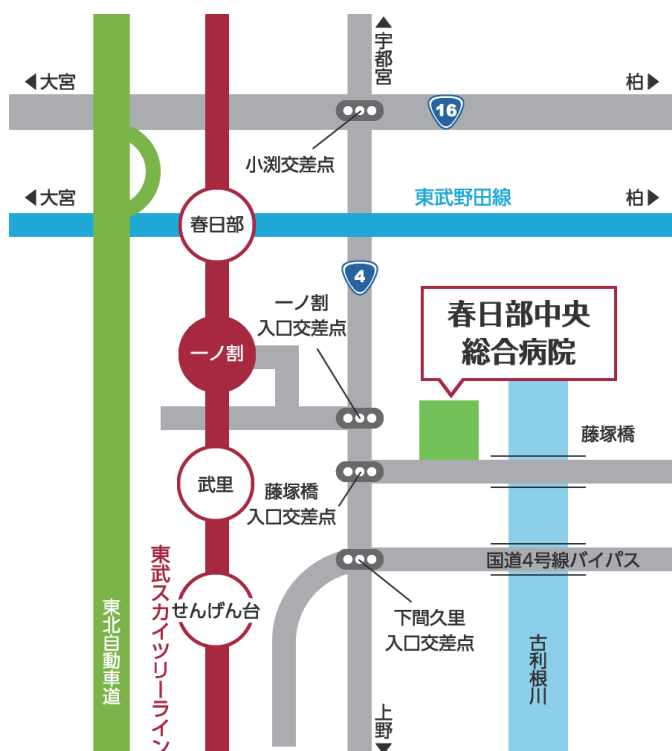 ▲
宇都宮
◀大宮
柏▶
16
小渕交差点
◀大宮
東武野田線
柏▶
春日部
4
一ノ割
入口交差点
春日部中央
総合病院
一ノ割
藤塚橋
武里
藤塚橋
入口交差点
国道4号線バイパス
東武スカイツリーライン
せんげん台
東北自動車道
下間久里
入口交差点
古利根川
上野
▼